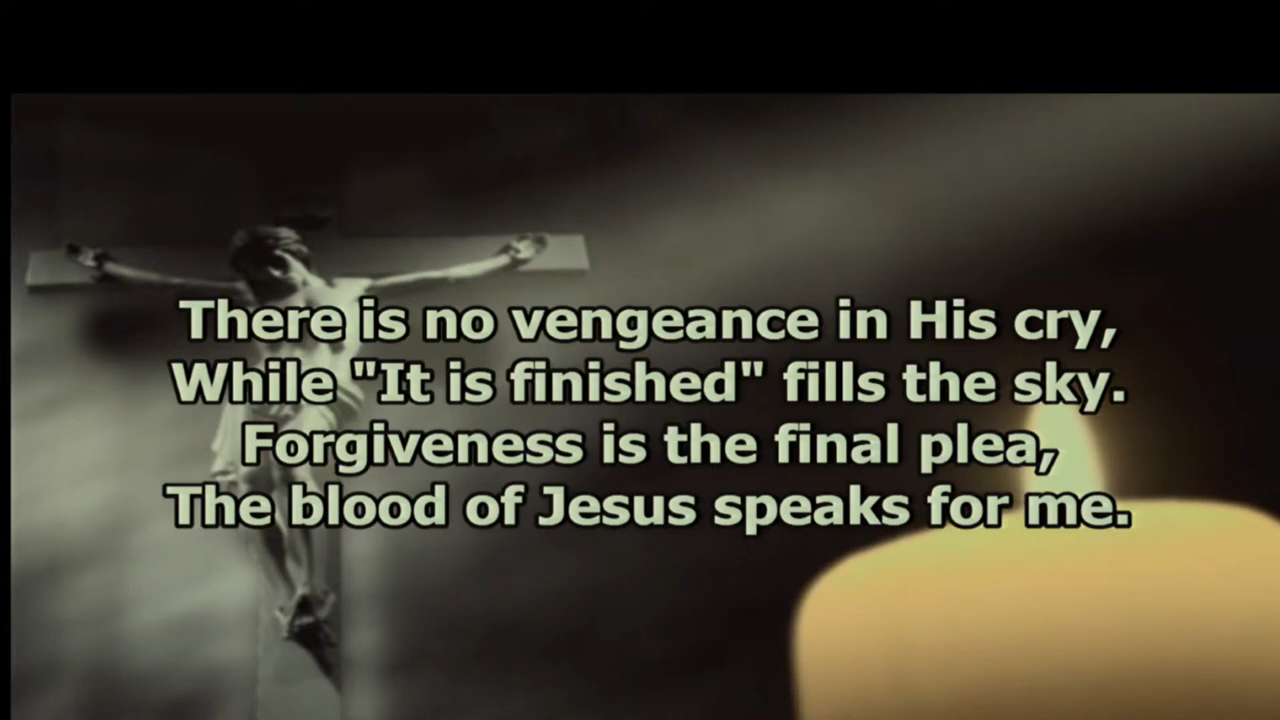 There is no vengeance in His cry,
While "It is finished" fills the sky.
Forgiveness is the final plea,
The blood of Jesus speaks for me.